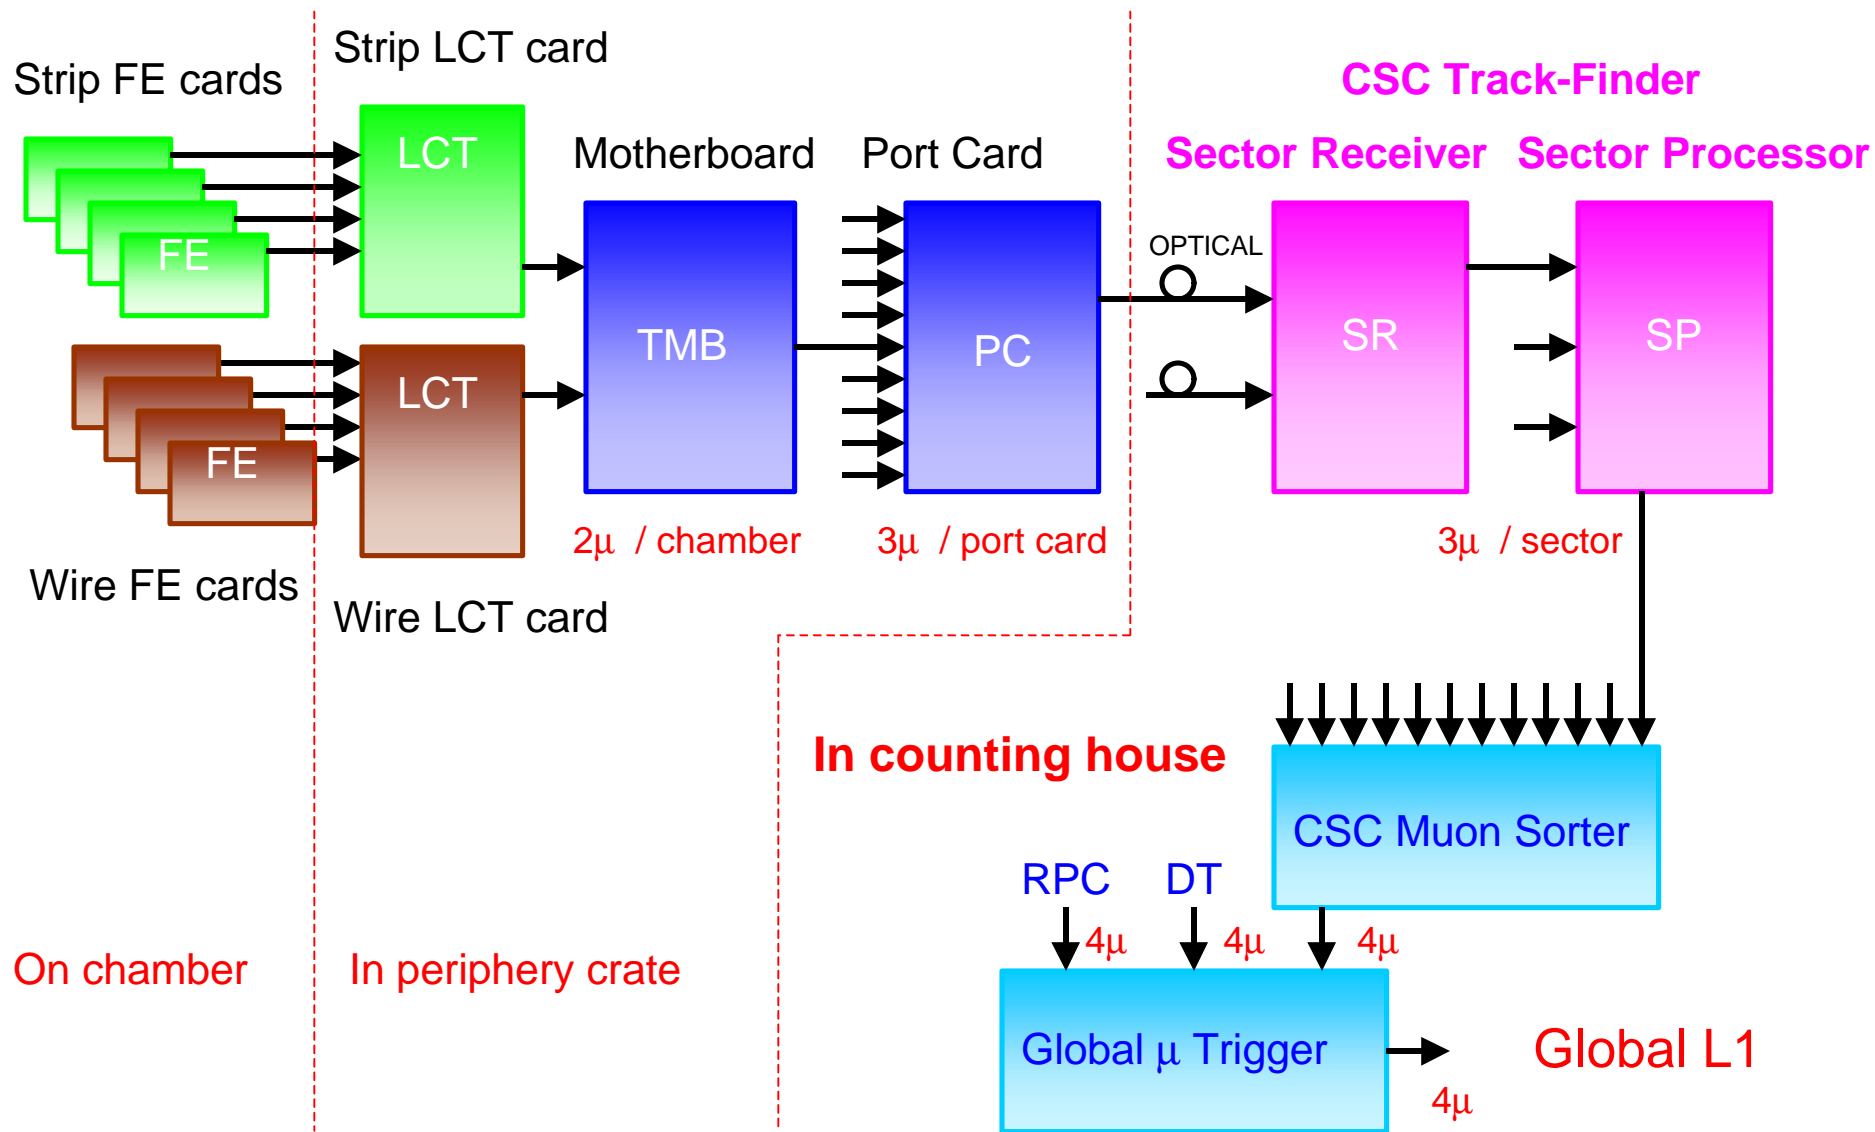 Strip LCT card
Strip FE cards
CSC Track-Finder
LCT
Motherboard
Port Card
Sector Receiver
Sector Processor
FE
OPTICAL
TMB
PC
SR
SP
LCT
FE
2μ / chamber
3μ / port card
3μ / sector
Wire FE cards
Wire LCT card
In counting house
CSC Muon Sorter
RPC
DT
4μ
4μ
4μ
On chamber
In periphery crate
Global μ Trigger
Global L1
4μ